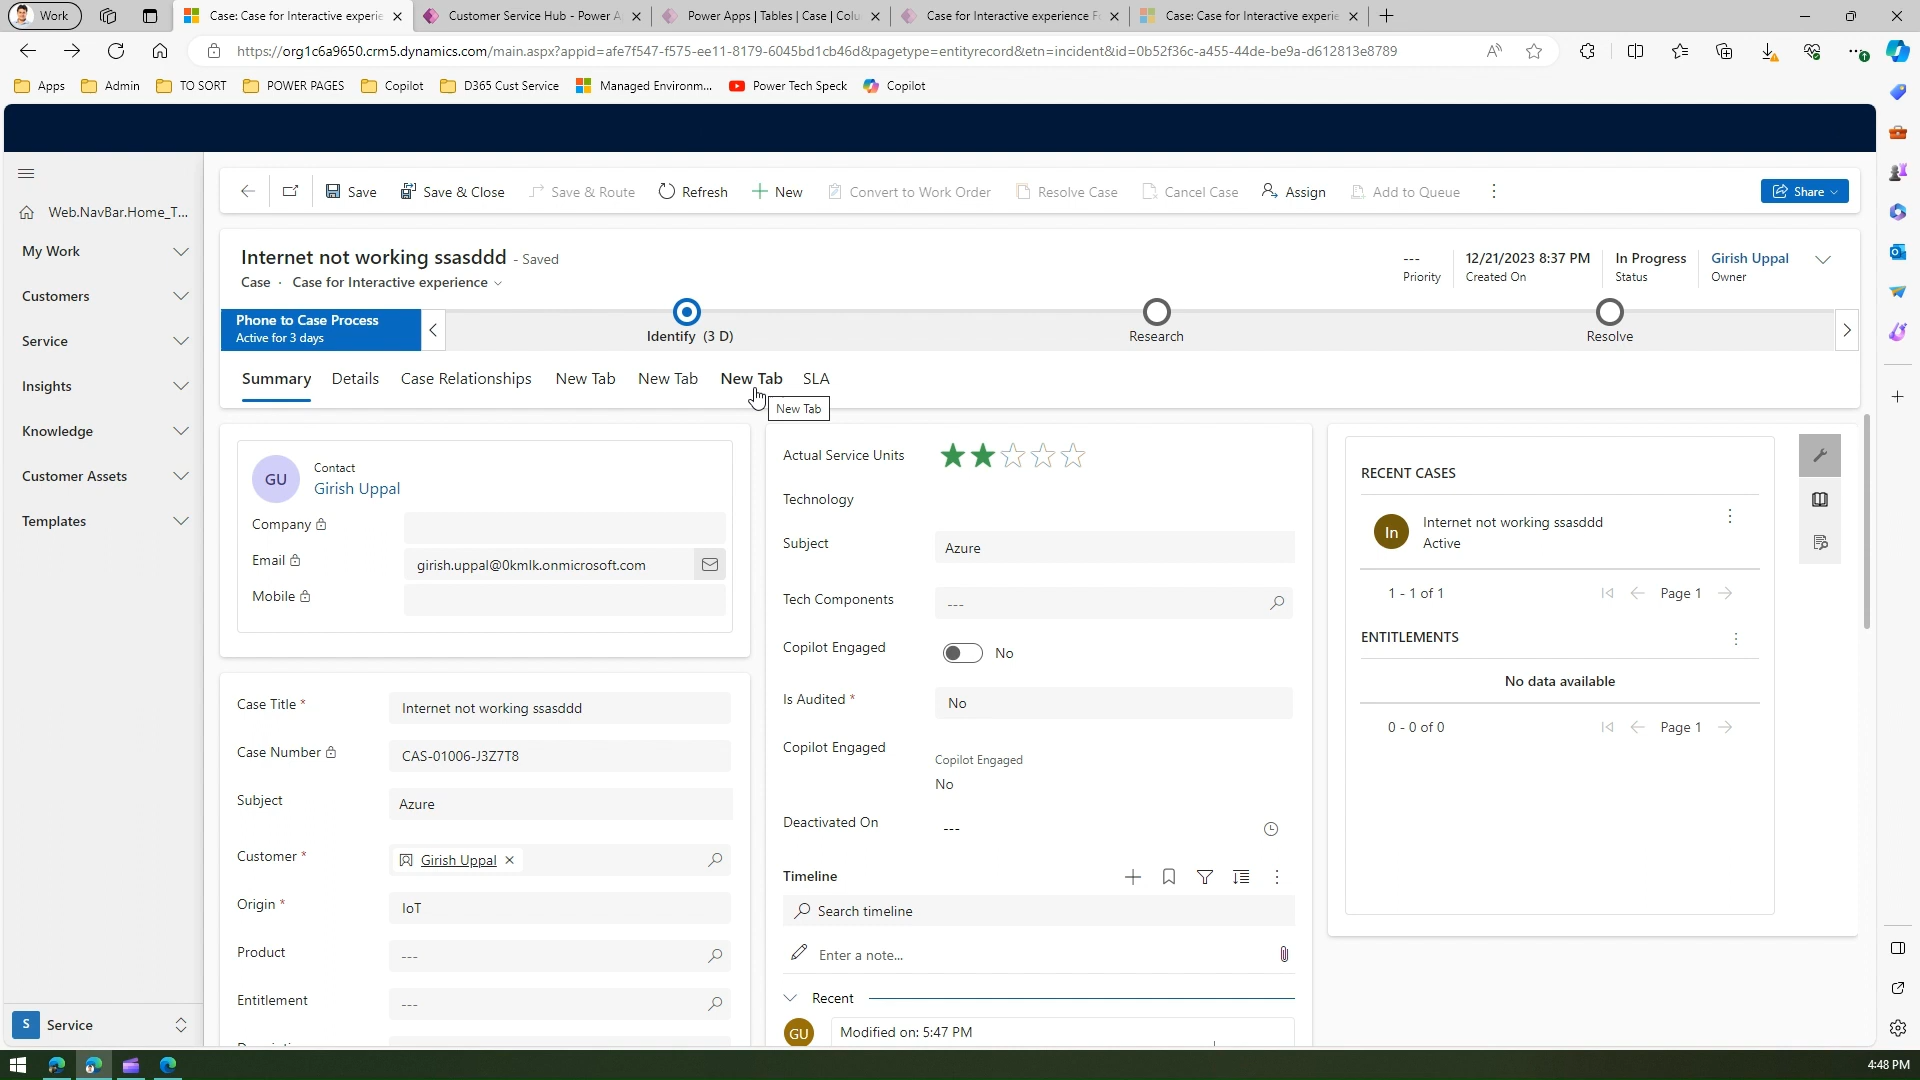 Work
Case: Case for Interactive experie
Customer Service Hub - Power A
Power Apps | Tables | Case | Colu
Case for Interactive experience F
Case: Case for Interactive experie
https://org1c6a9650.crm5.dynamics.com/main.aspx?appid=afe7f547-f575-ee11-8179-6045bd1cb46d&pagetype=entityrecord&etn=incident&id=0b52f36c-a455-44de-be9a-d612813e8789
Apps
Admin
TO SORT
POWER PAGES
Copilot
D365 Cust Service
Managed Environm...
Power Tech Speck
Copilot
Web.NavBar.Home_T...
My Work
Customers
Service
Insights
Knowledge
Customer Assets
Templates
S Service
Save
Save & Close
Save & Route
Refresh
New
Convert to Work Order
Resolve Case
Cancel Case
Assign
Add to Queue
Share
Internet not working ssasddd - Saved
Case · Case for Interactive experience
---
Priority
12/21/2023 8:37 PM
Created On
In Progress
Status
Girish Uppal
Owner
Phone to Case Process
Active for 3 days
Identify (3 D)
Research
Resolve
Summary
Details
Case Relationships
New Tab
New Tab
New Tab
SLA
New Tab
GU
Contact
Girish Uppal
Company
Email
girish.uppal@0kmlk.onmicrosoft.com
Mobile
Case Title *
Internet not working ssasddd
Case Number
CAS-01006-J3Z7T8
Subject
Azure
Customer *
Girish Uppal
Origin *
IoT
Product
---
Entitlement
---
Actual Service Units
Technology
Subject
Azure
Tech Components
---
Copilot Engaged
No
Is Audited *
No
Copilot Engaged
Copilot Engaged
No
Deactivated On
---
Timeline
Search timeline
Enter a note...
Recent
GU
Modified on: 5:47 PM
RECENT CASES
In
Internet not working ssasddd
Active
1 - 1 of 1
Page 1
ENTITLEMENTS
No data available
0 - 0 of 0
Page 1
4:48 PM